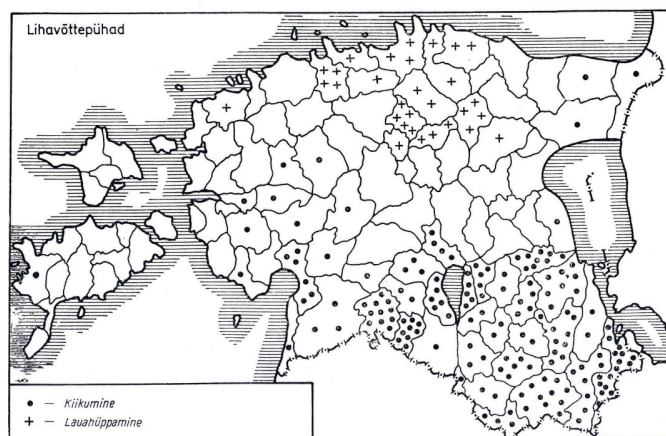 Lihavõttepühad
● — Kiikumine
+ — Lauahüppamine